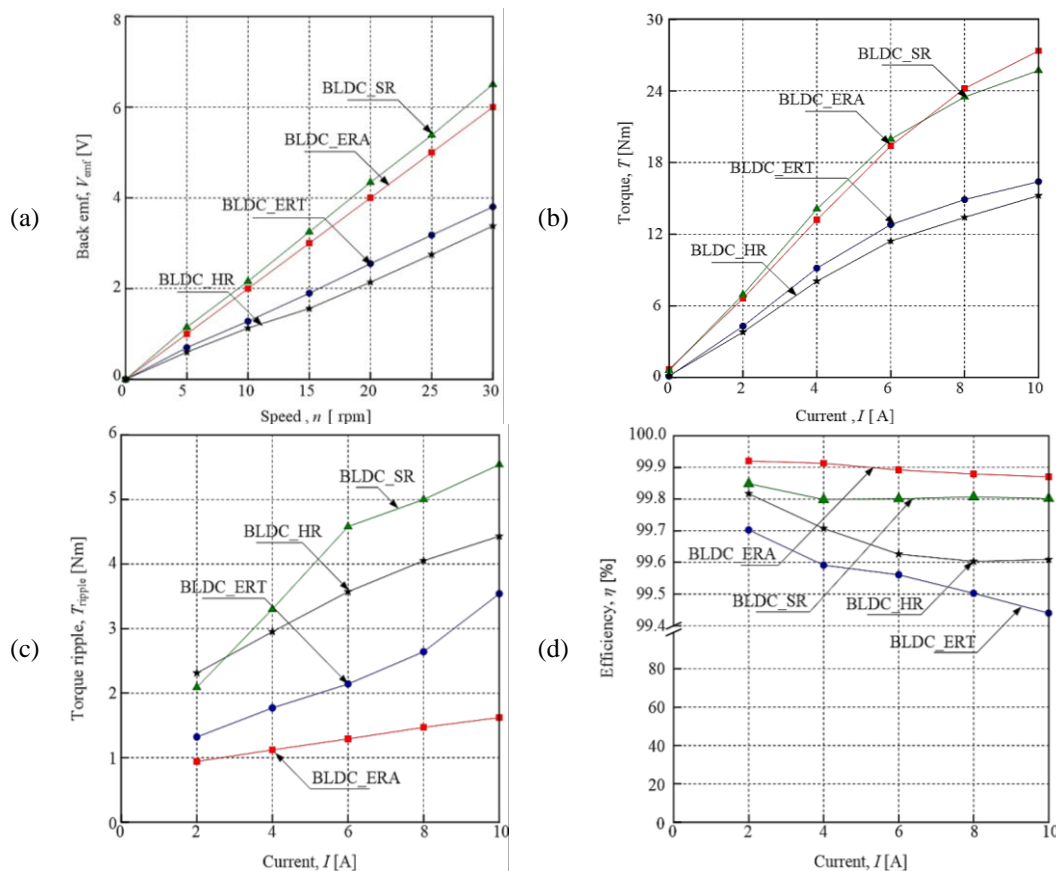 (a)
8
6
4
2
0
5
10
15
20
25
30
Back emf, Vemf [V]
Speed , n [ rpm]
BLDC_SR
BLDC_ERA
BLDC_ERT
BLDC_HR
(b)
30
24
18
12
6
0
0
2
4
6
8
10
Torque, T [Nm]
Current , I [ A]
BLDC_SR
BLDC_ERA
BLDC_ERT
BLDC_HR
(c)
6
5
4
3
2
1
0
2
4
6
8
10
Torque ripple, Tripple [Nm]
Current, I [A]
BLDC_SR
BLDC_HR
BLDC_ERT
BLDC_ERA
(d)
100.0
99.9
99.8
99.7
99.6
99.5
99.4
80
60
40
20
0
0
2
4
6
8
10
Efficiency, η [%]
Current, I [ A]
BLDC_ERA
BLDC_SR
BLDC_HR
BLDC_ERT